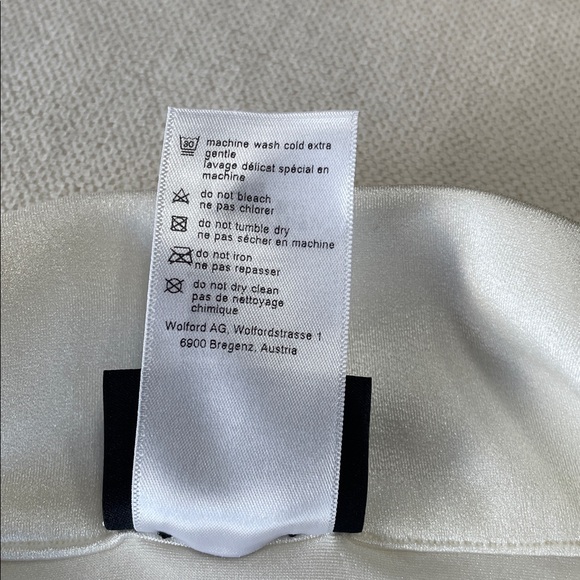 30 machine wash cold extra
gentle
lavage délicat spécial en
machine
do not bleach
ne pas chlorer
do not tumble dry
ne pas sécher en machine
do not iron
ne pas repasser
do not dry clean
pas de nettoyage
chimique
Wolford AG, Wolfordstrasse 1
6900 Bregenz, Austria